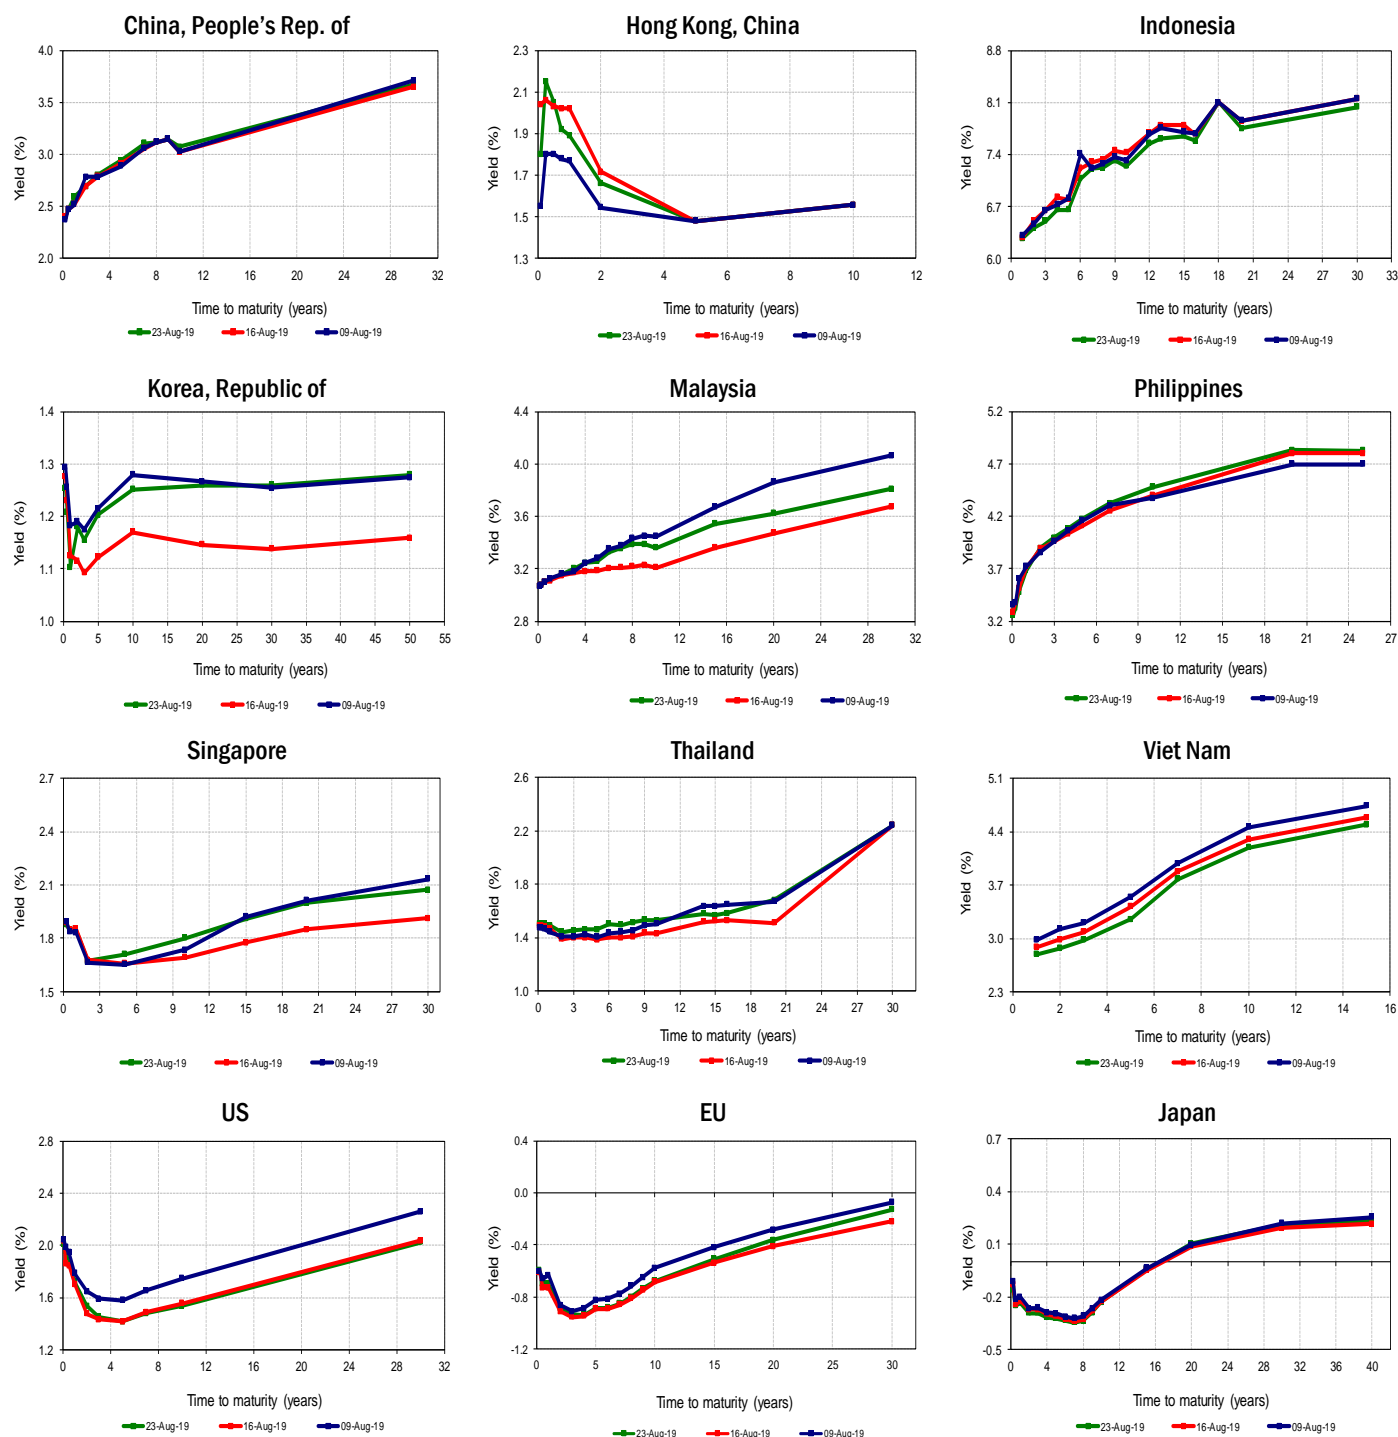 China, People's Rep. of
Hong Kong, China
Indonesia
Yield (%)
4.0
3.5
3.0
2.5
2.0
0 4 8 12 16 20 24 28 32
Time to maturity (years)
23-Aug-19 16-Aug-19 09-Aug-19
Yield (%)
2.3
2.1
1.9
1.7
1.5
1.3
0 2 4 6 8 10 12
Time to maturity (years)
23-Aug-19 16-Aug-19 09-Aug-19
Yield (%)
8.8
8.1
7.4
6.7
6.0
0 3 6 9 12 15 18 21 24 27 30 33
Time to maturity (years)
23-Aug-19 16-Aug-19 09-Aug-19
Korea, Republic of
Malaysia
Philippines
Yield (%)
1.4
1.3
1.2
1.1
1.0
0 5 10 15 20 25 30 35 40 45 50 55
Time to maturity (years)
23-Aug-19 16-Aug-19 09-Aug-19
Yield (%)
4.4
4.0
3.6
3.2
2.8
0 4 8 12 16 20 24 28 32
Time to maturity (years)
23-Aug-19 16-Aug-19 09-Aug-19
Yield (%)
5.2
4.7
4.2
3.7
3.2
0 3 6 9 12 15 18 21 24 27
Time to maturity (years)
23-Aug-19 16-Aug-19 09-Aug-19
Singapore
Thailand
Viet Nam
Yield (%)
2.7
2.4
2.1
1.8
1.5
0 3 6 9 12 15 18 21 24 27 30
Time to maturity (years)
23-Aug-19 16-Aug-19 09-Aug-19
Yield (%)
2.6
2.2
1.8
1.4
1.0
0 3 6 9 12 15 18 21 24 27 30
Time to maturity (years)
23-Aug-19 16-Aug-19 09-Aug-19
Yield (%)
5.1
4.4
3.7
3.0
2.3
0 2 4 6 8 10 12 14 16
Time to maturity (years)
23-Aug-19 16-Aug-19 09-Aug-19
US
EU
Japan
Yield (%)
2.8
2.4
2.0
1.6
1.2
0 4 8 12 16 20 24 28 32
Time to maturity (years)
23-Aug-19 16-Aug-19 09-Aug-19
Yield (%)
0.4
0.0
-0.4
-0.8
-1.2
0 5 10 15 20 25 30
Time to maturity (years)
23-Aug-19 16-Aug-19 09-Aug-19
Yield (%)
0.7
0.4
0.1
-0.2
-0.5
0 4 8 12 16 20 24 28 32 36 40
Time to maturity (years)
23-Aug-19 16-Aug-19 09-Aug-19